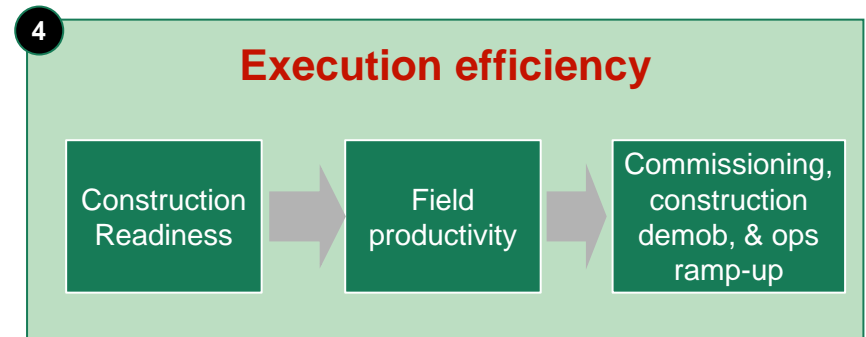 4
Execution efficiency
Construction
Readiness
Field
productivity
Commissioning,
construction
demob, & ops
ramp-up